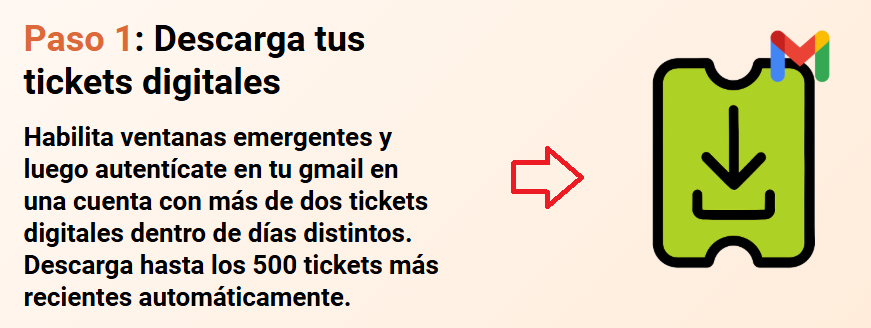 Paso 1: Descarga tus
tickets digitales
Habilita ventanas emergentes y
luego autentícate en tu gmail en
una cuenta con más de dos tickets
digitales dentro de días distintos.
Descarga hasta los 500 tickets más
recientes automáticamente.